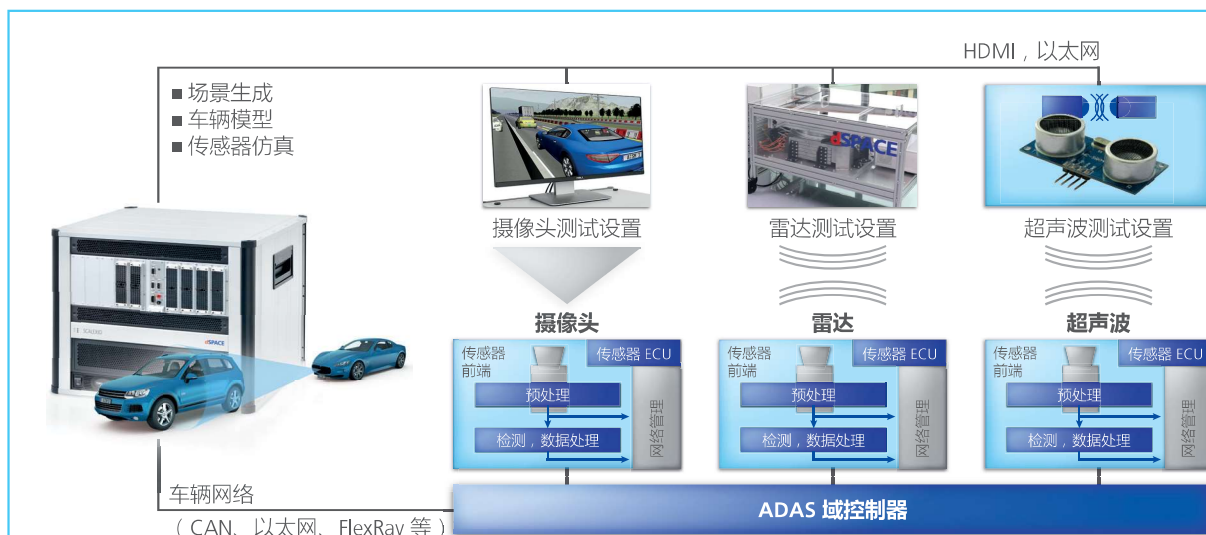 HDMI，以太网
■ 场景生成
■ 车辆模型
■ 传感器仿真
dSPACE
摄像头测试设置
雷达测试设置
超声波测试设置
SCALEXIO
dSPACE
摄像头
雷达
超声波
传感器
前端
传感器 ECU
预处理
检测，数据处理
网络管理
传感器
前端
传感器 ECU
预处理
检测，数据处理
网络管理
传感器
前端
传感器 ECU
预处理
检测，数据处理
网络管理
车辆网络
（ CAN、以太网、FlexRay 等 ）
ADAS 域控制器